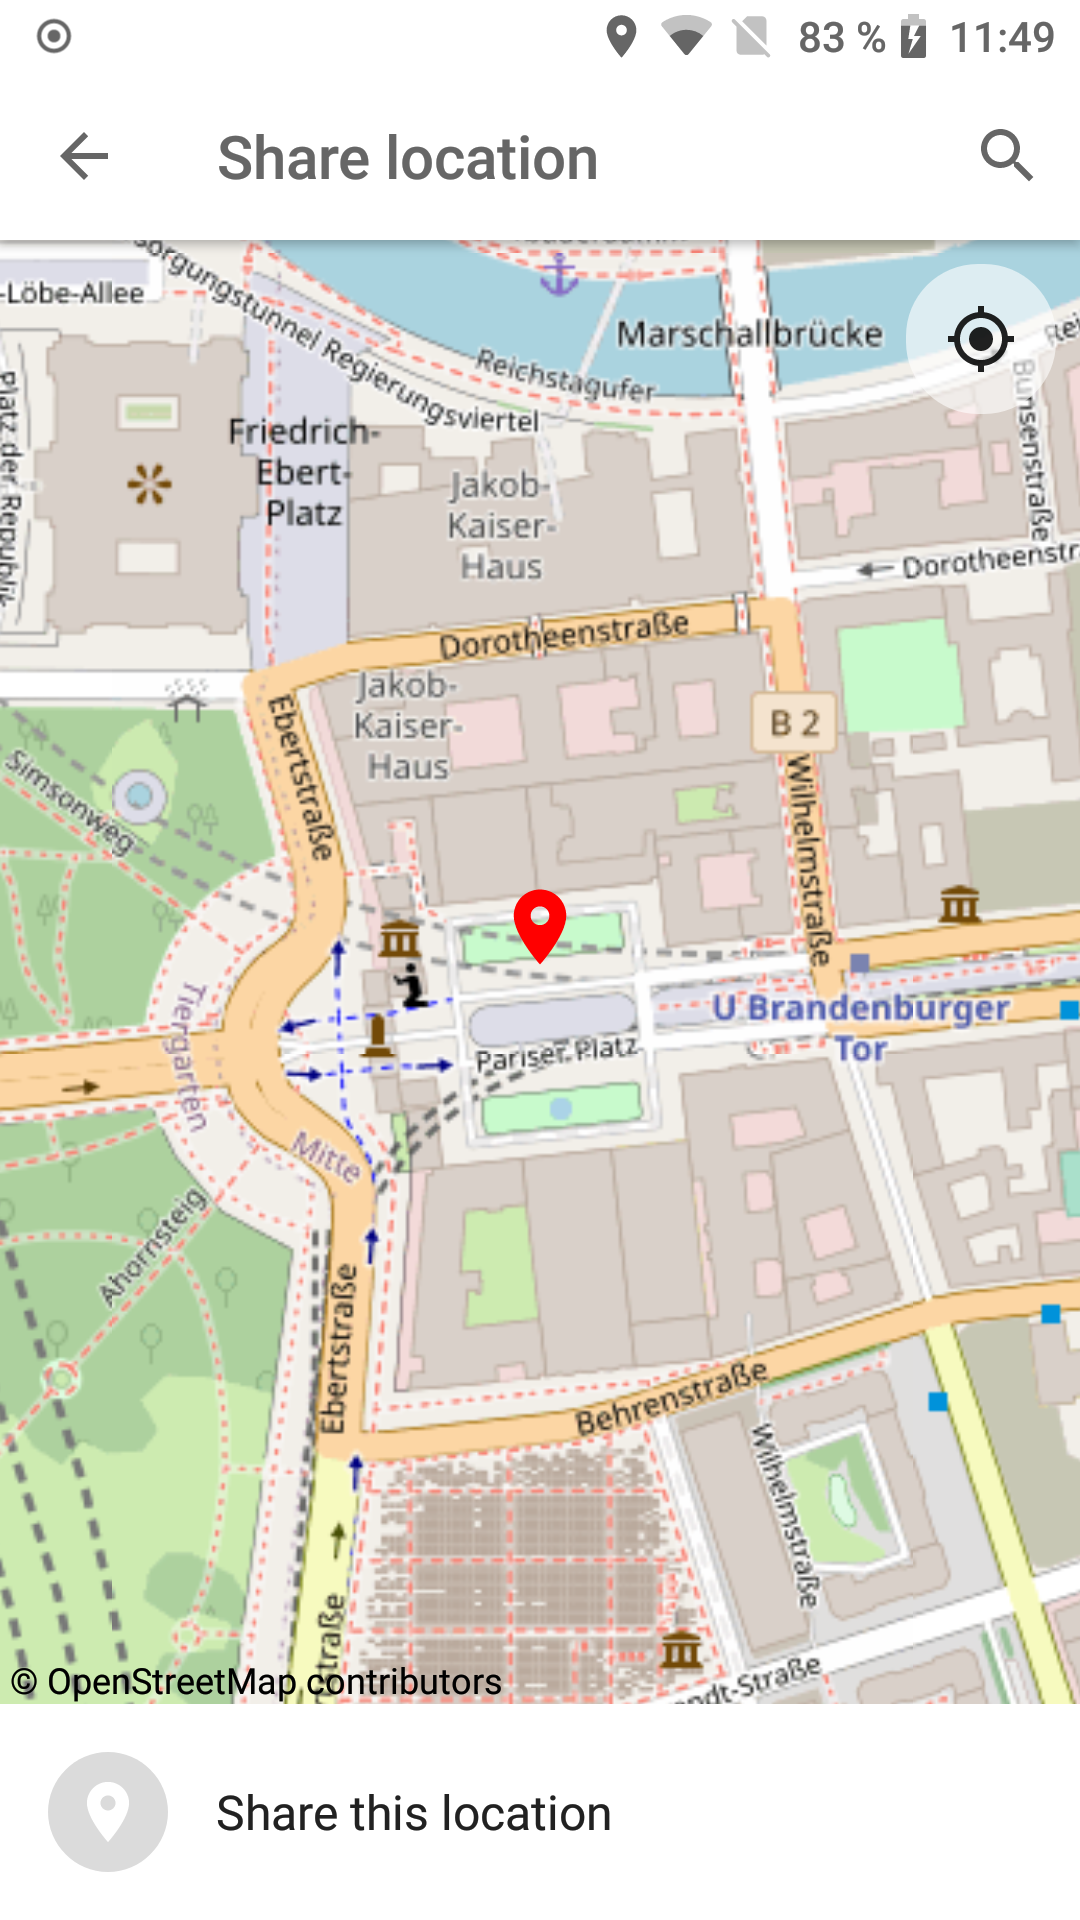 83 % 11:49
Share location
sorgungstunnel Regierungsviertel
-Löbe-Allee
Marschallbrücke
Reichstagufer
Platz der Republik
Bunsenstraße
Friedrich-
Ebert-
Platz
Jakob-
Kaiser-
Haus
Dorotheenstr
Dorotheenstraße
Jakob-
Kaiser-
Haus
Ebertstraße
B 2
Wilhelmstraße
Simsonweg
Tiergarten
U Brandenburger
Tor
Pariser Platz
Mitte
Ahornsteig
Ebertstraße
Behrenstraße
Wilhelmstraße
rtstraße
ndt-Straße
© OpenStreetMap contributors
Share this location